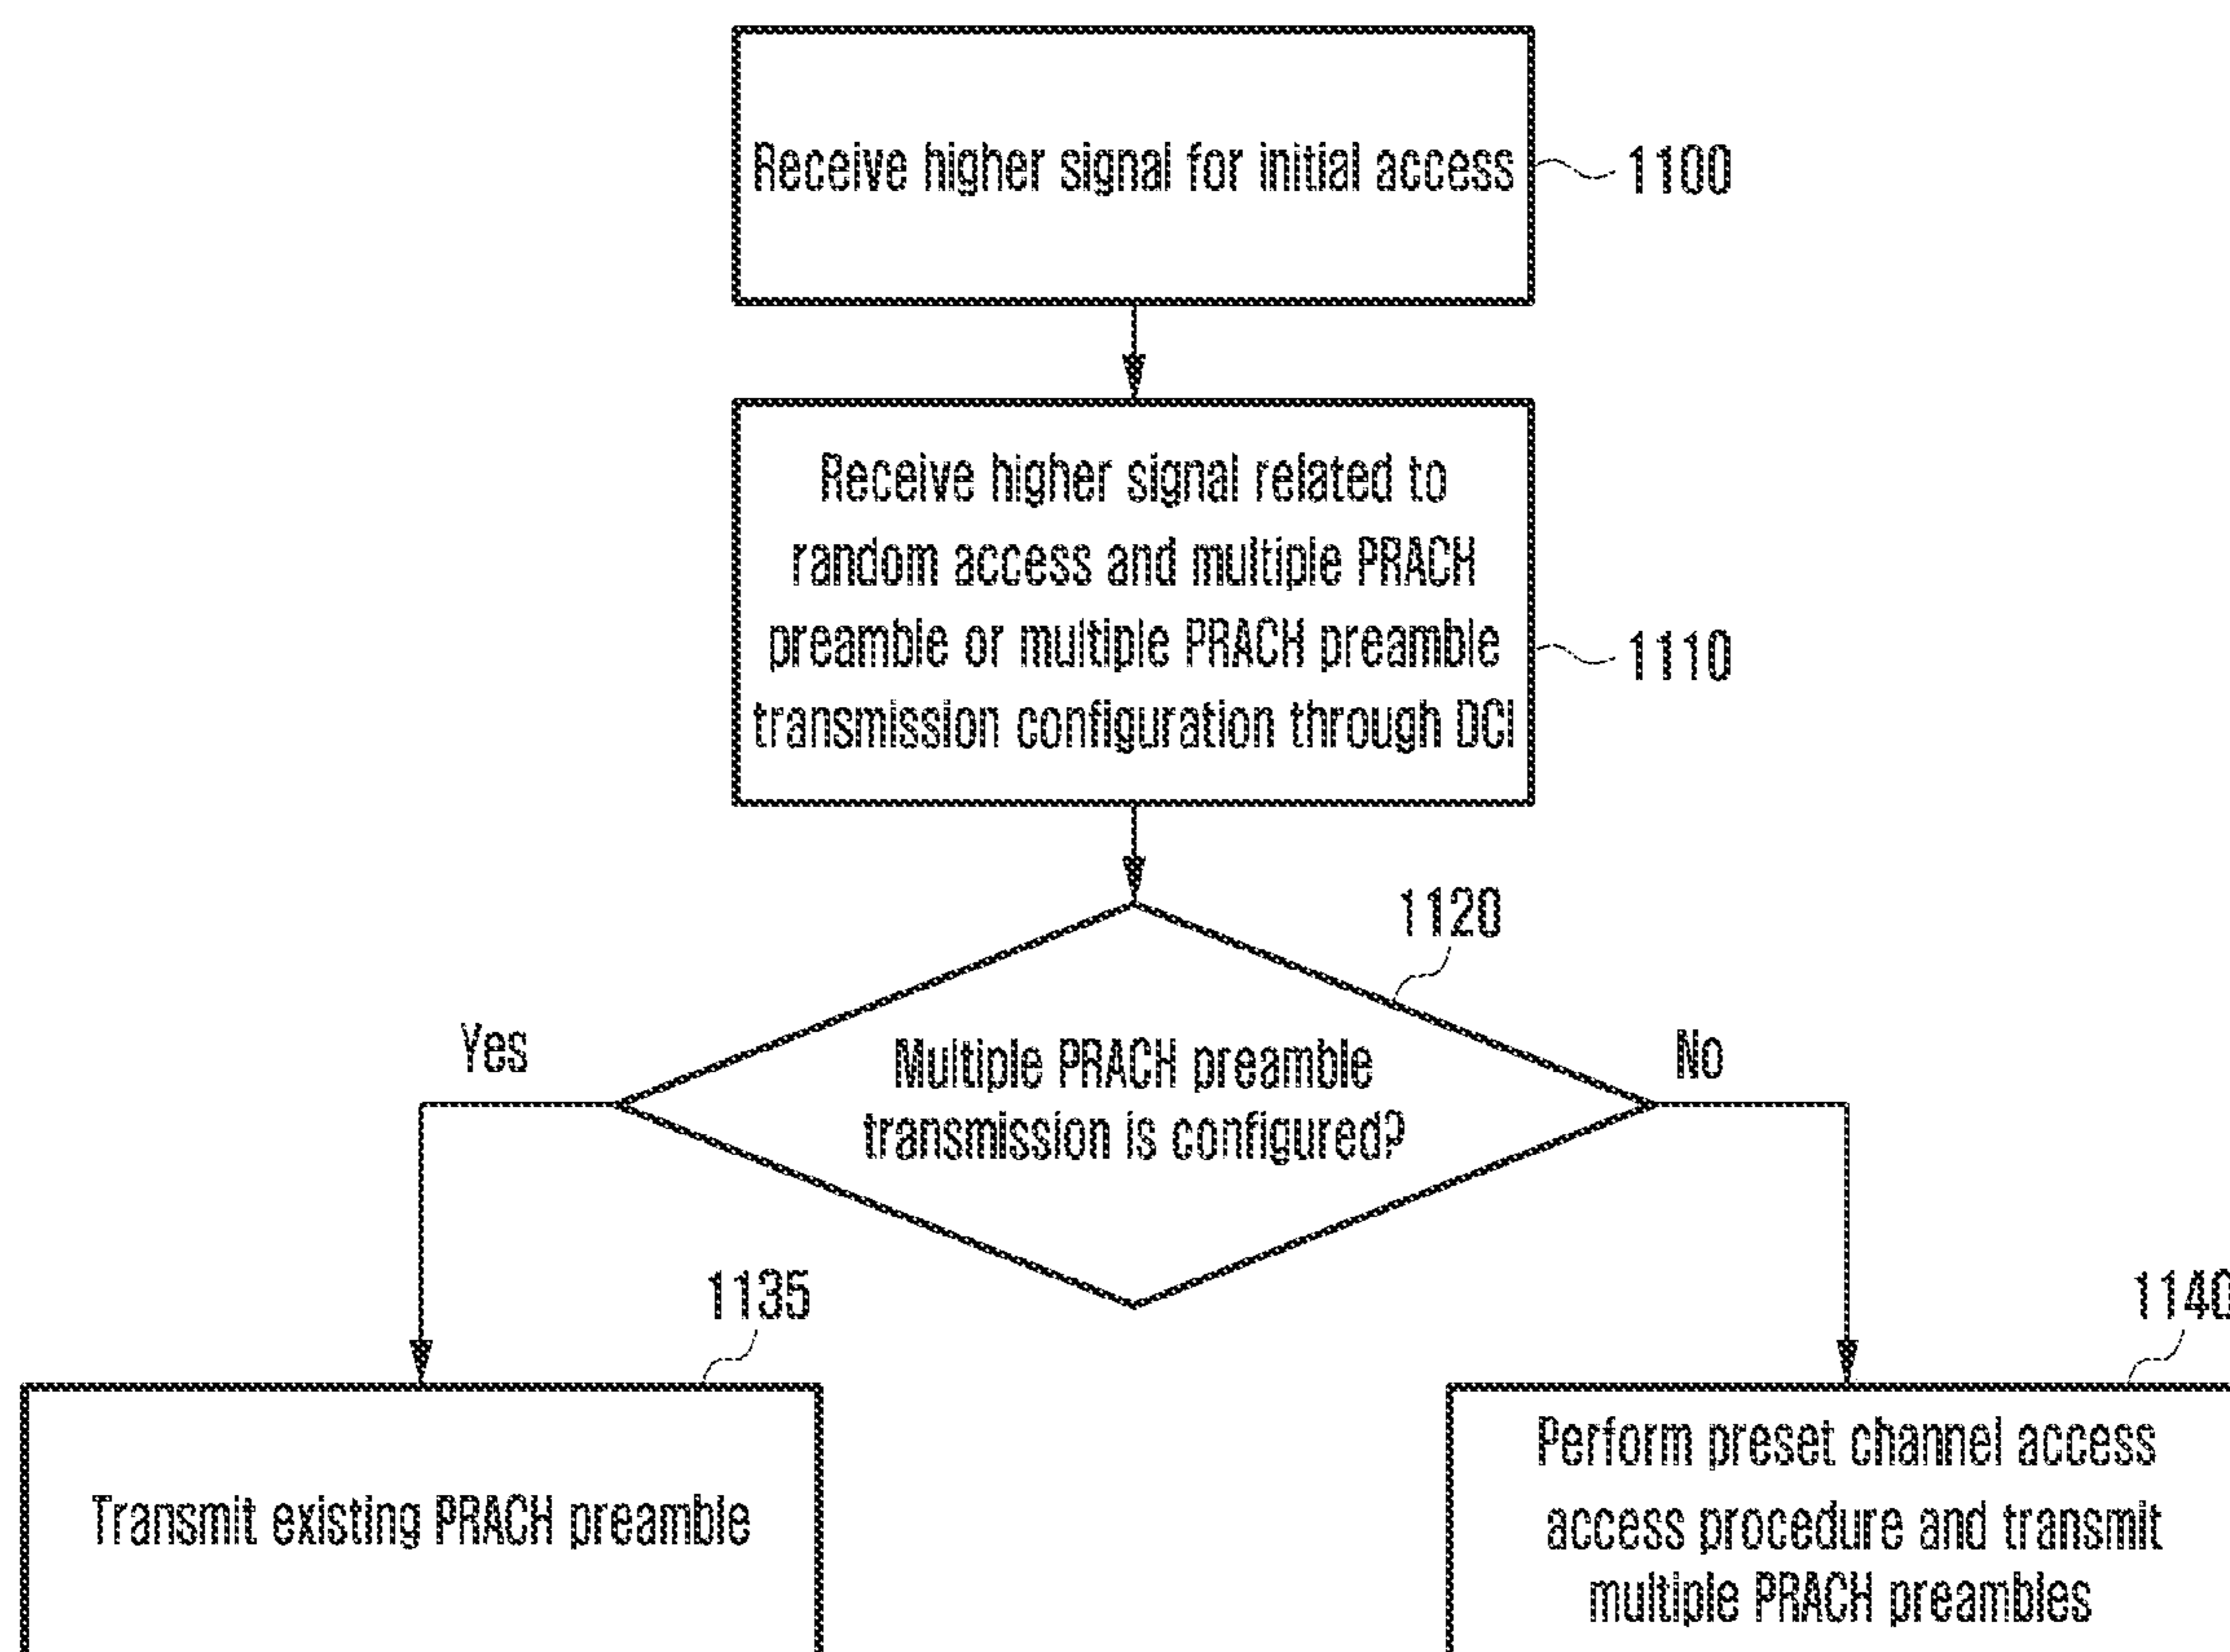 Receive higher signal for initial access
1100
Receive higher signal related to
random access and multiple PRACH
preamble or multiple PRACH preamble
transmission configuration through DCI
1110
1120
Yes
No
Multiple PRACH preamble
transmission is configured?
1135
1140
Transmit existing PRACH preamble
Perform preset channel access
access procedure and transmit
multiple PRACH preambles